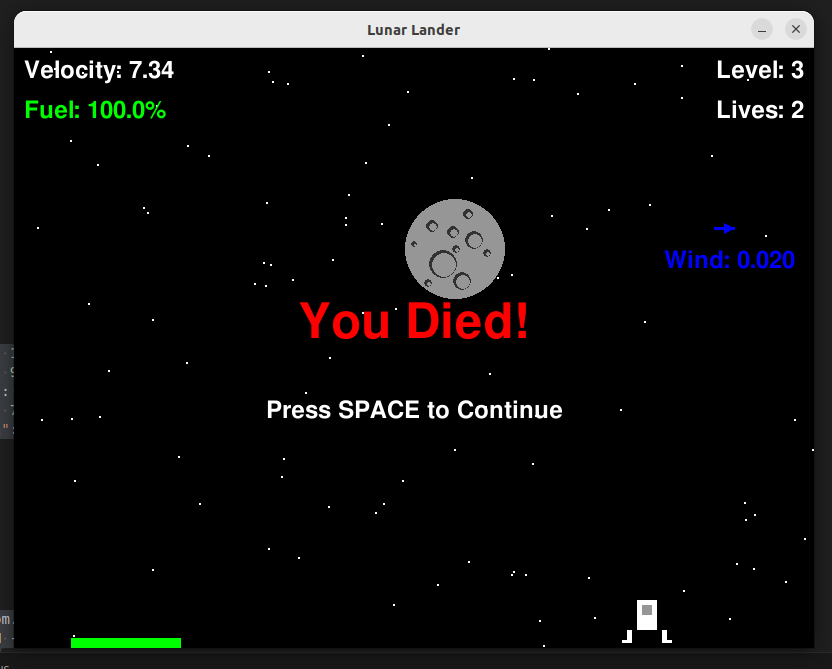 Lunar Lander
Velocity: 7.34
Level: 3
Fuel: 100.0%
Lives: 2
Wind: 0.020
You Died!
Press SPACE to Continue